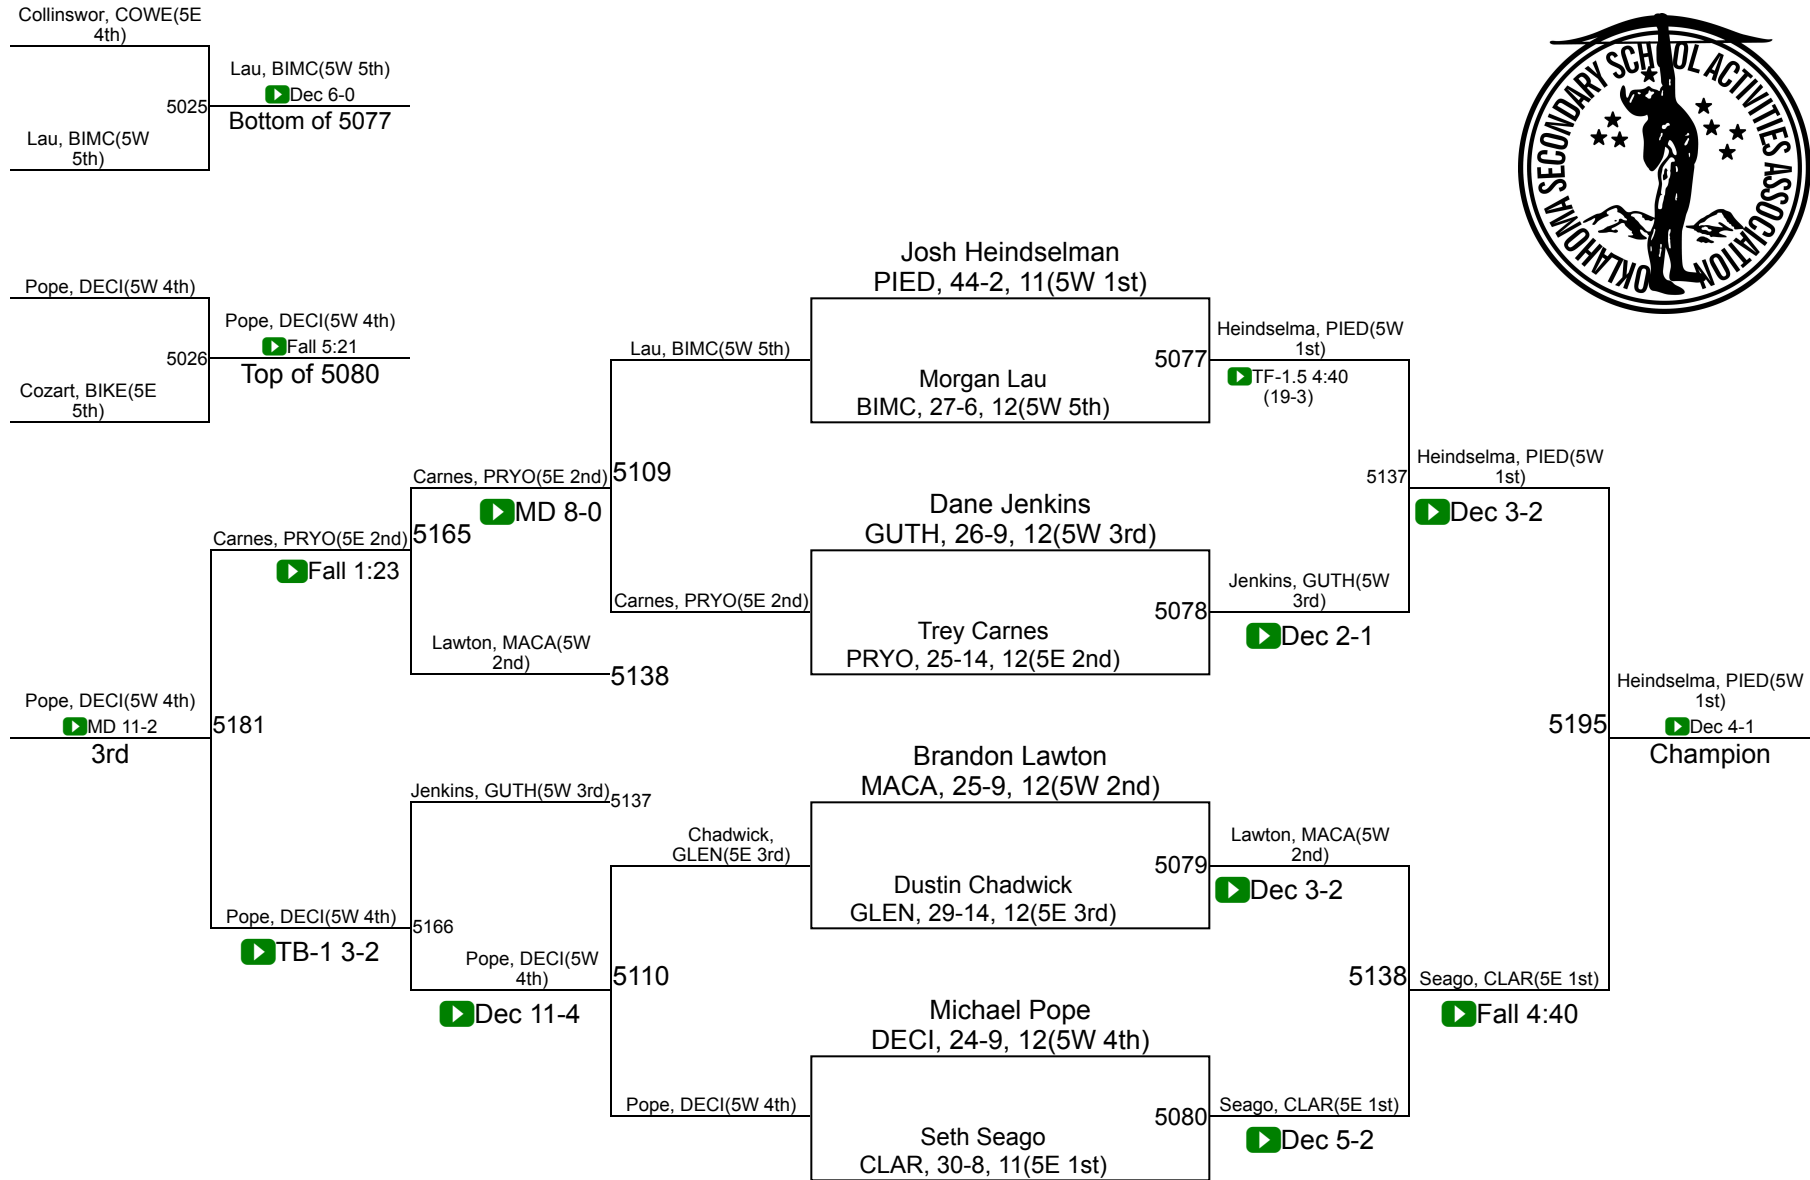 Collinswor, COWE(5E
4th)
5025
Lau, BIMC(5W
5th)
Lau, BIMC(5W 5th)
Dec 6-0
Bottom of 5077
OKLAHOMA SECONDARY SCHOOL ACTIVITIES ASSOCIATION
Pope, DECI(5W 4th)
5026
Cozart, BIKE(5E
5th)
Pope, DECI(5W 4th)
Fall 5:21
Top of 5080
Josh Heindselman
PIED, 44-2, 11(5W 1st)
Lau, BIMC(5W 5th)
5077
Morgan Lau
BIMC, 27-6, 12(5W 5th)
Heindselma, PIED(5W
1st)
TF-1.5 4:40
(19-3)
Carnes, PRYO(5E 2nd)
5109
MD 8-0
Dane Jenkins
GUTH, 26-9, 12(5W 3rd)
5137
Heindselma, PIED(5W
1st)
Dec 3-2
Carnes, PRYO(5E 2nd)
5165
Fall 1:23
Carnes, PRYO(5E 2nd)
5078
Trey Carnes
PRYO, 25-14, 12(5E 2nd)
Jenkins, GUTH(5W
3rd)
Dec 2-1
Lawton, MACA(5W
2nd)
5138
Pope, DECI(5W 4th)
MD 11-2
3rd
5181
5195
Heindselma, PIED(5W
1st)
Dec 4-1
Champion
Brandon Lawton
MACA, 25-9, 12(5W 2nd)
Jenkins, GUTH(5W 3rd)
5137
Chadwick,
GLEN(5E 3rd)
5079
Dustin Chadwick
GLEN, 29-14, 12(5E 3rd)
Lawton, MACA(5W
2nd)
Dec 3-2
Pope, DECI(5W 4th)
5166
TB-1 3-2
Pope, DECI(5W
4th)
5110
Dec 11-4
5138
Seago, CLAR(5E 1st)
Fall 4:40
Michael Pope
DECI, 24-9, 12(5W 4th)
Pope, DECI(5W 4th)
5080
Seth Seago
CLAR, 30-8, 11(5E 1st)
Seago, CLAR(5E 1st)
Dec 5-2